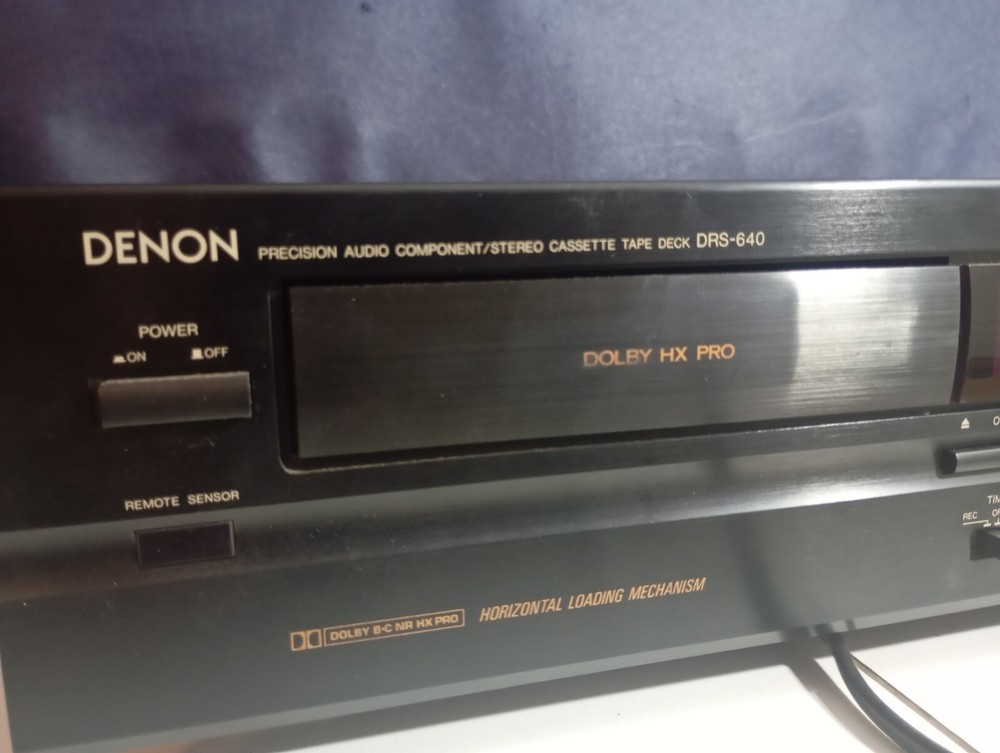 DENON PRECISION AUDIO COMPONENT/STEREO CASSETTE TAPE DECK DRS-640
POWER
ON OFF
DOLBY HX PRO
REMOTE SENSOR
REC
DOLBY B-C NR HX PRO HORIZONTAL LOADING MECHANISM